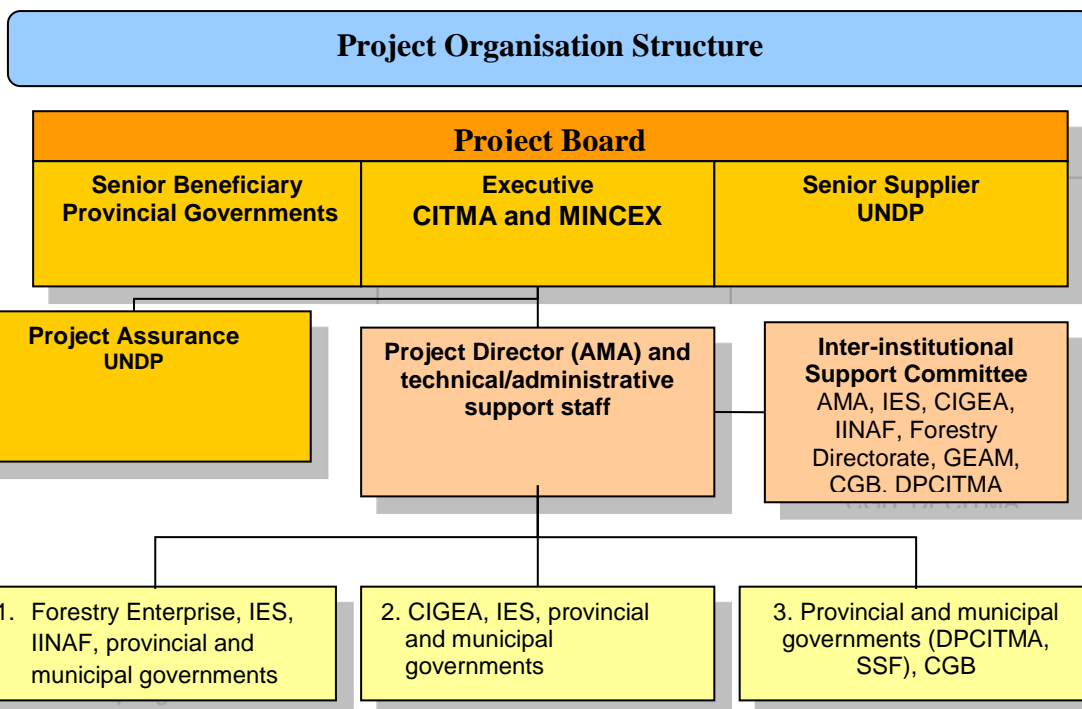 Project Organisation Structure
Project Board
Senior Beneficiary
Provincial Governments
Executive
CITMA and MINCEX
Senior Supplier
UNDP
Project Assurance
UNDP
Project Director (AMA) and
technical/administrative
support staff
Inter-institutional
Support Committee
AMA, IES, CIGEA,
IINAF, Forestry
Directorate, GEAM,
CGB, DPCITMA
1. Forestry Enterprise, IES,
IINAF, provincial and
municipal governments
2. CIGEA, IES, provincial
and municipal
governments
3. Provincial and municipal
governments (DPCITMA,
SSF), CGB